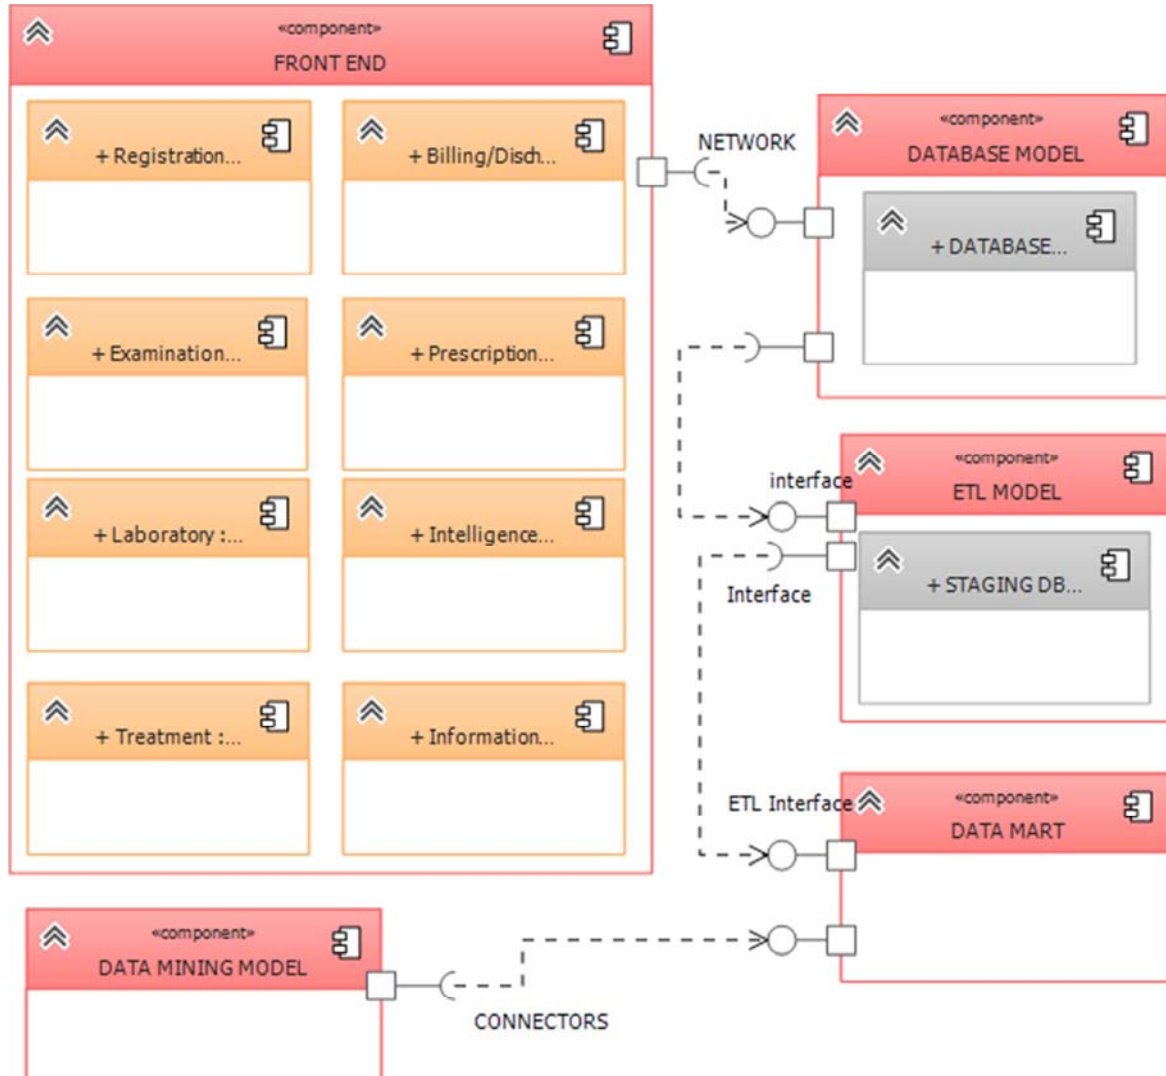 «component»
FRONT END
+ Registration...
+ Billing/Disch...
+ Examination...
+ Prescription...
+ Laboratory :...
+ Intelligence...
+ Treatment :...
+ Information...
NETWORK
«component»
DATABASE MODEL
+ DATABASE...
interface
«component»
ETL MODEL
Interface
+ STAGING DB...
ETL Interface
«component»
DATA MART
«component»
DATA MINING MODEL
CONNECTORS